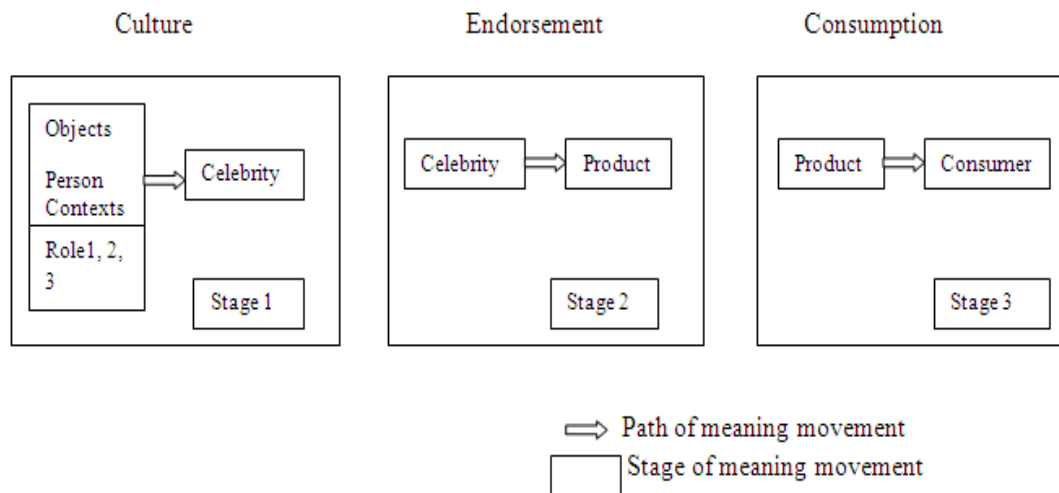 Culture
Endorsement
Consumption
Objects
Person
Contexts
Role1, 2,
3
Celebrity
Stage 1
Celebrity
Product
Stage 2
Product
Consumer
Stage 3
Path of meaning movement
Stage of meaning movement